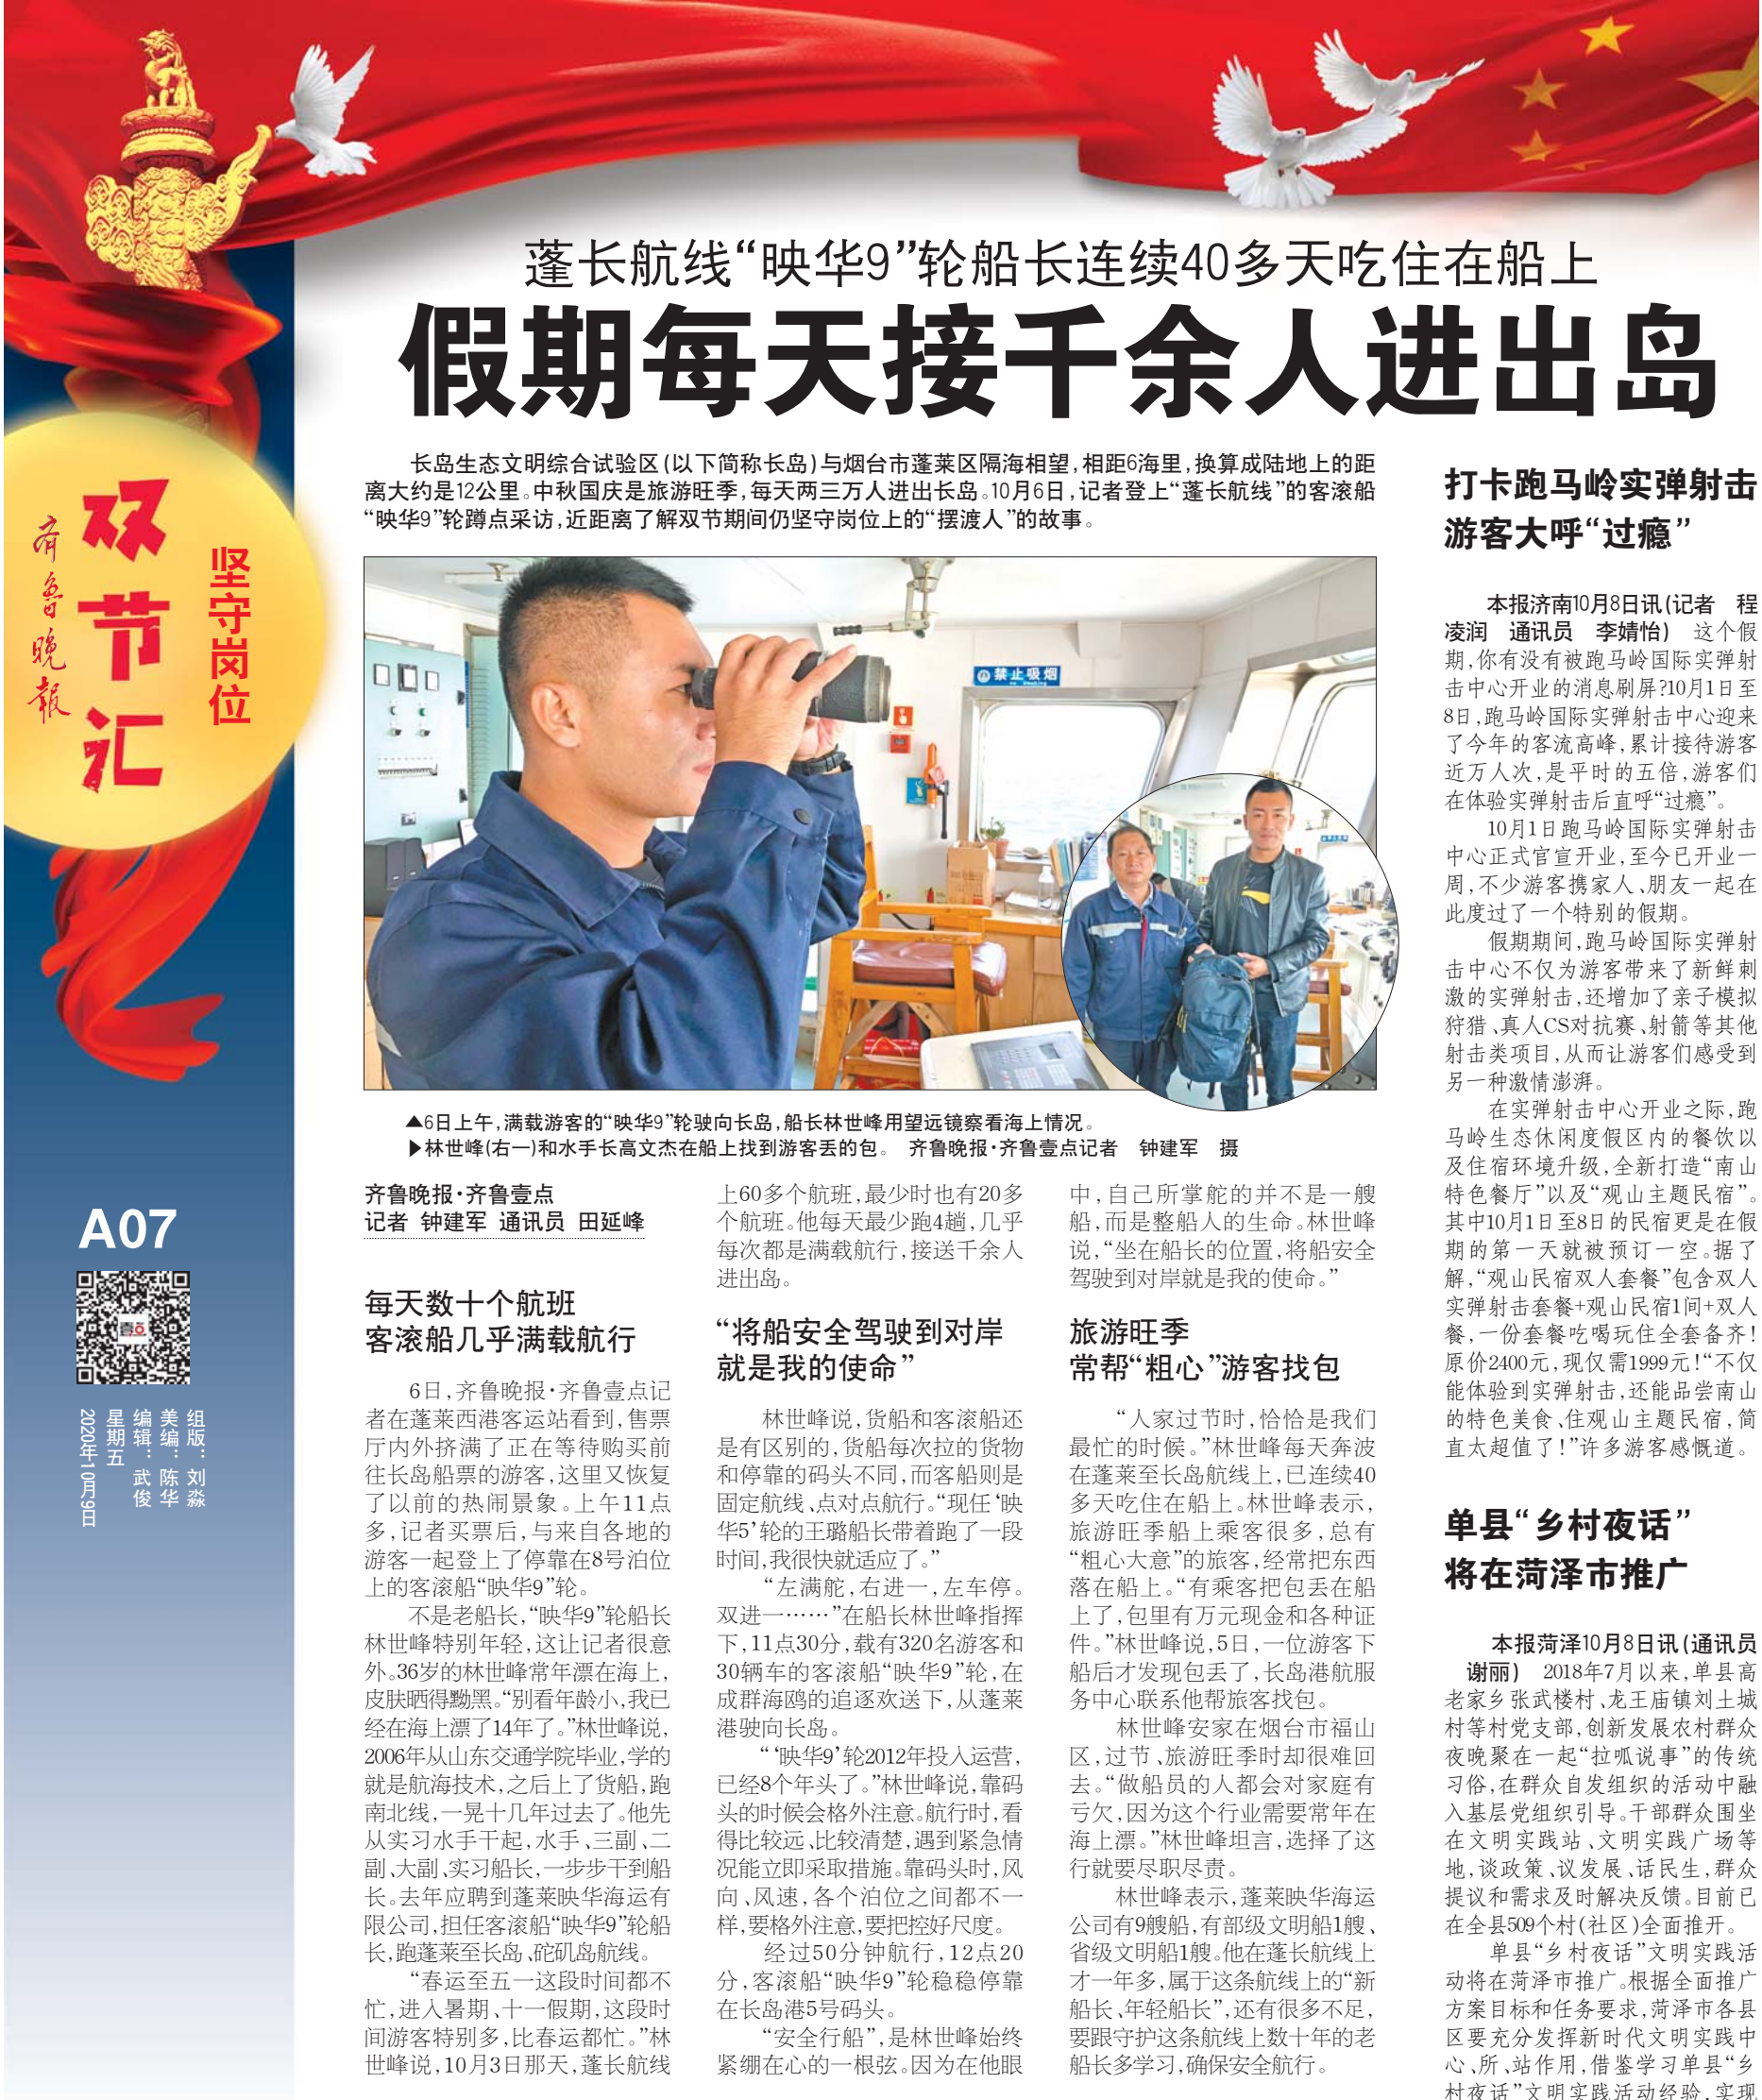 蓬长航线“映华9”轮船长连续40多天吃住在船上
假期每天接千余人进出岛
齐鲁晚報
双节汇
坚守岗位
A07
壹点
2020年10月9日
星期五
编辑：武俊
美编：陈华
组版：刘淼
长岛生态文明综合试验区(以下简称长岛)与烟台市蓬莱区隔海相望,相距6海里,换算成陆地上的距
离大约是12公里。中秋国庆是旅游旺季,每天两三万人进出长岛。10月6日,记者登上“蓬长航线”的客滚船
“映华9”轮蹲点采访,近距离了解双节期间仍坚守岗位上的“摆渡人”的故事。
禁止吸烟
▲6日上午,满载游客的“映华9”轮驶向长岛,船长林世峰用望远镜察看海上情况。
▶林世峰(右一)和水手长高文杰在船上找到游客丢的包。 齐鲁晚报·齐鲁壹点记者 钟建军 摄
齐鲁晚报·齐鲁壹点
记者 钟建军 通讯员 田延峰
每天数十个航班
客滚船几乎满载航行
6日,齐鲁晚报·齐鲁壹点记
者在蓬莱西港客运站看到,售票
厅内外挤满了正在等待购买前
往长岛船票的游客,这里又恢复
了以前的热闹景象。上午11点
多,记者买票后,与来自各地的
游客一起登上了停靠在8号泊位
上的客滚船“映华9”轮。
不是老船长,“映华9”轮船长
林世峰特别年轻,这让记者很意
外。36岁的林世峰常年漂在海上,
皮肤晒得黝黑。“别看年龄小,我已
经在海上漂了14年了。”林世峰说,
2006年从山东交通学院毕业,学的
就是航海技术,之后上了货船,跑
南北线,一晃十几年过去了。他先
从实习水手干起,水手、三副、二
副、大副、实习船长,一步步干到船
长。去年应聘到蓬莱映华海运有
限公司,担任客滚船“映华9”轮船
长,跑蓬莱至长岛、砣矶岛航线。
“春运至五一这段时间都不
忙,进入暑期、十一假期,这段时
间游客特别多,比春运都忙。”林
世峰说,10月3日那天,蓬长航线
上60多个航班,最少时也有20多
个航班。他每天最少跑4趟,几乎
每次都是满载航行,接送千余人
进出岛。
“将船安全驾驶到对岸
就是我的使命”
林世峰说,货船和客滚船还
是有区别的,货船每次拉的货物
和停靠的码头不同,而客船则是
固定航线、点对点航行。“现任‘映
华5’轮的王璐船长带着跑了一段
时间,我很快就适应了。”
“左满舵,右进一,左车停。
双进一……”在船长林世峰指挥
下,11点30分,载有320名游客和
30辆车的客滚船“映华9”轮,在
成群海鸥的追逐欢送下,从蓬莱
港驶向长岛。
“‘映华9’轮2012年投入运营,
已经8个年头了。”林世峰说,靠码
头的时候会格外注意。航行时,看
得比较远、比较清楚,遇到紧急情
况能立即采取措施。靠码头时,风
向、风速,各个泊位之间都不一
样,要格外注意,要把控好尺度。
经过50分钟航行,12点20
分,客滚船“映华9”轮稳稳停靠
在长岛港5号码头。
“安全行船”,是林世峰始终
紧绷在心的一根弦。因为在他眼
中,自己所掌舵的并不是一艘
船,而是整船人的生命。林世峰
说,“坐在船长的位置,将船安全
驾驶到对岸就是我的使命。”
旅游旺季
常帮“粗心”游客找包
“人家过节时,恰恰是我们
最忙的时候。”林世峰每天奔波
在蓬莱至长岛航线上,已连续40
多天吃住在船上。林世峰表示,
旅游旺季船上乘客很多,总有
“粗心大意”的旅客,经常把东西
落在船上。“有乘客把包丢在船
上了,包里有万元现金和各种证
件。”林世峰说,5日,一位游客下
船后才发现包丢了,长岛港航服
务中心联系他帮旅客找包。
林世峰安家在烟台市福山
区,过节、旅游旺季时却很难回
去。“做船员的人都会对家庭有
亏欠,因为这个行业需要常年在
海上漂。”林世峰坦言,选择了这
行就要尽职尽责。
林世峰表示,蓬莱映华海运
公司有9艘船,有部级文明船1艘、
省级文明船1艘。他在蓬长航线上
才一年多,属于这条航线上的“新
船长、年轻船长”,还有很多不足,
要跟守护这条航线上数十年的老
船长多学习,确保安全航行。
打卡跑马岭实弹射击
游客大呼“过瘾”
本报济南10月8日讯(记者 程
凌润 通讯员 李婧怡) 这个假
期,你有没有被跑马岭国际实弹射
击中心开业的消息刷屏?10月1日至
8日,跑马岭国际实弹射击中心迎来
了今年的客流高峰,累计接待游客
近万人次,是平时的五倍,游客们
在体验实弹射击后直呼“过瘾”。
10月1日跑马岭国际实弹射击
中心正式官宣开业,至今已开业一
周,不少游客携家人、朋友一起在
此度过了一个特别的假期。
假期期间,跑马岭国际实弹射
击中心不仅为游客带来了新鲜刺
激的实弹射击,还增加了亲子模拟
狩猎、真人CS对抗赛、射箭等其他
射击类项目,从而让游客们感受到
另一种激情澎湃。
在实弹射击中心开业之际,跑
马岭生态休闲度假区内的餐饮以
及住宿环境升级,全新打造“南山
特色餐厅”以及“观山主题民宿”。
其中10月1日至8日的民宿更是在假
期的第一天就被预订一空。据了
解,“观山民宿双人套餐”包含双人
实弹射击套餐+观山民宿1间+双人
餐,一份套餐吃喝玩住全套备齐!
原价2400元,现仅需1999元!“不仅
能体验到实弹射击,还能品尝南山
的特色美食、住观山主题民宿,简
直太超值了!”许多游客感慨道。
单县“乡村夜话”
将在菏泽市推广
本报菏泽10月8日讯(通讯员
谢丽) 2018年7月以来,单县高
老家乡张武楼村、龙王庙镇刘土城
村等村党支部,创新发展农村群众
夜晚聚在一起“拉呱说事”的传统
习俗,在群众自发组织的活动中融
入基层党组织引导。干部群众围坐
在文明实践站、文明实践广场等
地,谈政策、议发展、话民生,群众
提议和需求及时解决反馈。目前已
在全县509个村(社区)全面推开。
单县“乡村夜话”文明实践活
动将在菏泽市推广。根据全面推广
方案目标和任务要求,菏泽市各县
区要充分发挥新时代文明实践中
心、所、站作用,借鉴学习单县“乡
村夜话”文明实践活动经验,实现